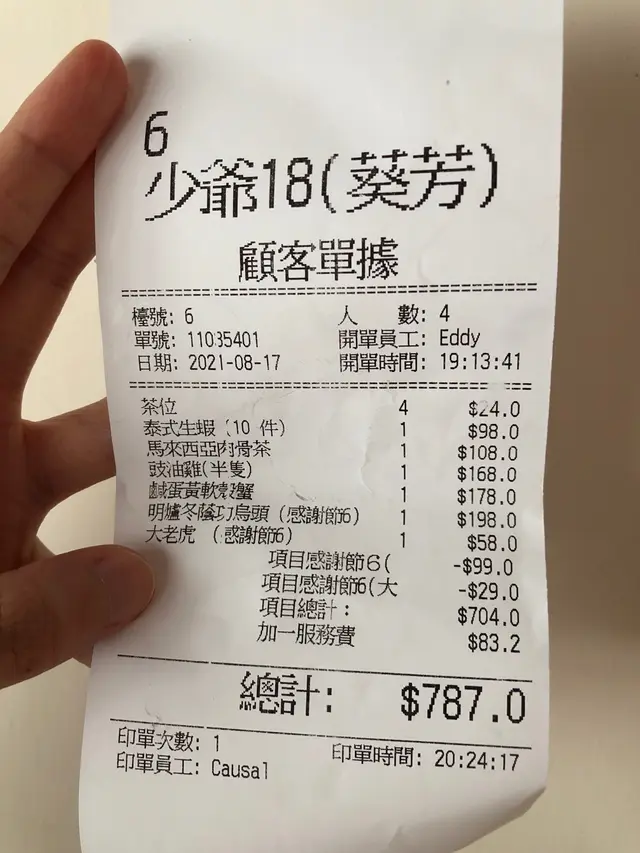 6
少爺18(葵芳)
顧客單據
檯號: 6 人 數: 4
單號: 11035401 開單員工: Eddy
日期: 2021-08-17 開單時間: 19:13:41
茶位 4 $24.0
泰式生蝦 (10 件) 1 $98.0
馬來西亞肉骨茶 1 $108.0
豉油雞(半隻) 1 $168.0
鹹蛋黃軟殼蟹 1 $178.0
明爐冬蔭功烏頭 (感謝節6) 1 $198.0
大老虎 (感謝節6) 1 $58.0
項目感謝節6( -$99.0
項目感謝節6(大 -$29.0
項目總計: $704.0
加一服務費 $83.2
總計: $787.0
印單次數: 1 印單時間: 20:24:17
印單員工: Causal